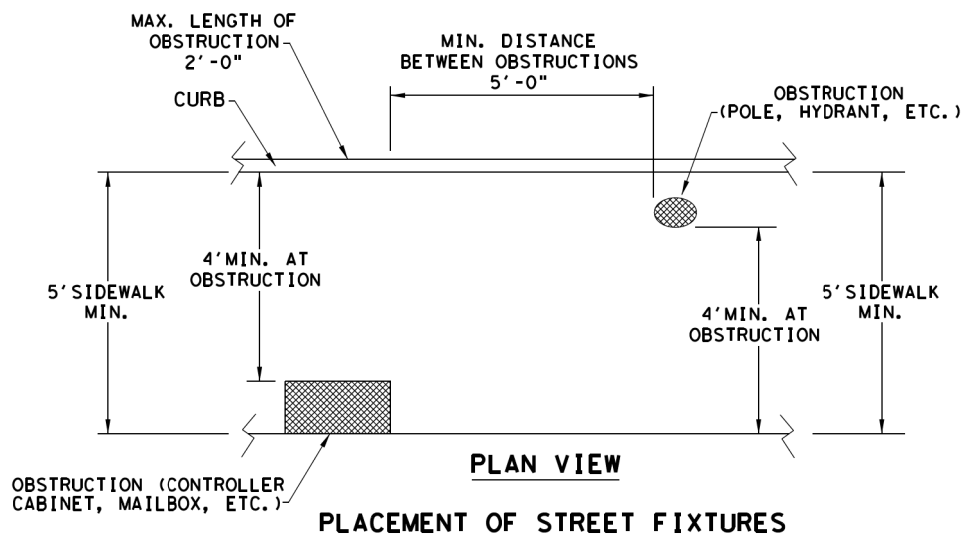 MAX. LENGTH OF
OBSTRUCTION
2'-0"
CURB
MIN. DISTANCE
BETWEEN OBSTRUCTIONS
5'-0"
OBSTRUCTION
(POLE, HYDRANT, ETC.)
5' SIDEWALK
MIN.
4' MIN. AT
OBSTRUCTION
4' MIN. AT
OBSTRUCTION
5' SIDEWALK
MIN.
OBSTRUCTION (CONTROLLER
CABINET, MAILBOX, ETC.)
PLAN VIEW
PLACEMENT OF STREET FIXTURES